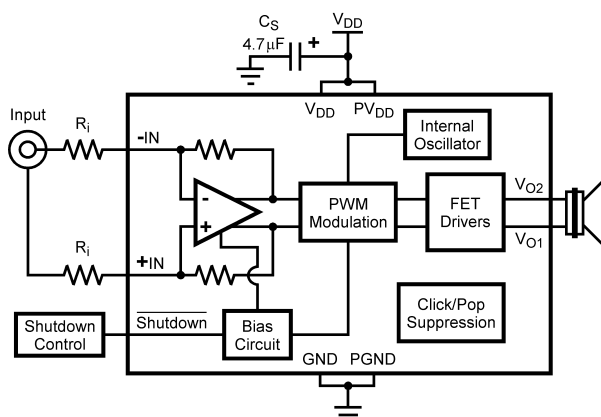 C_S
4.7µF
+
V_DD
Input
R_i
-IN
V_DD
PV_DD
Internal
Oscillator
-
+
PWM
Modulation
FET
Drivers
V_O2
V_O1
R_i
+IN
Shutdown
Control
Shutdown
Bias
Circuit
Click/Pop
Suppression
GND
PGND